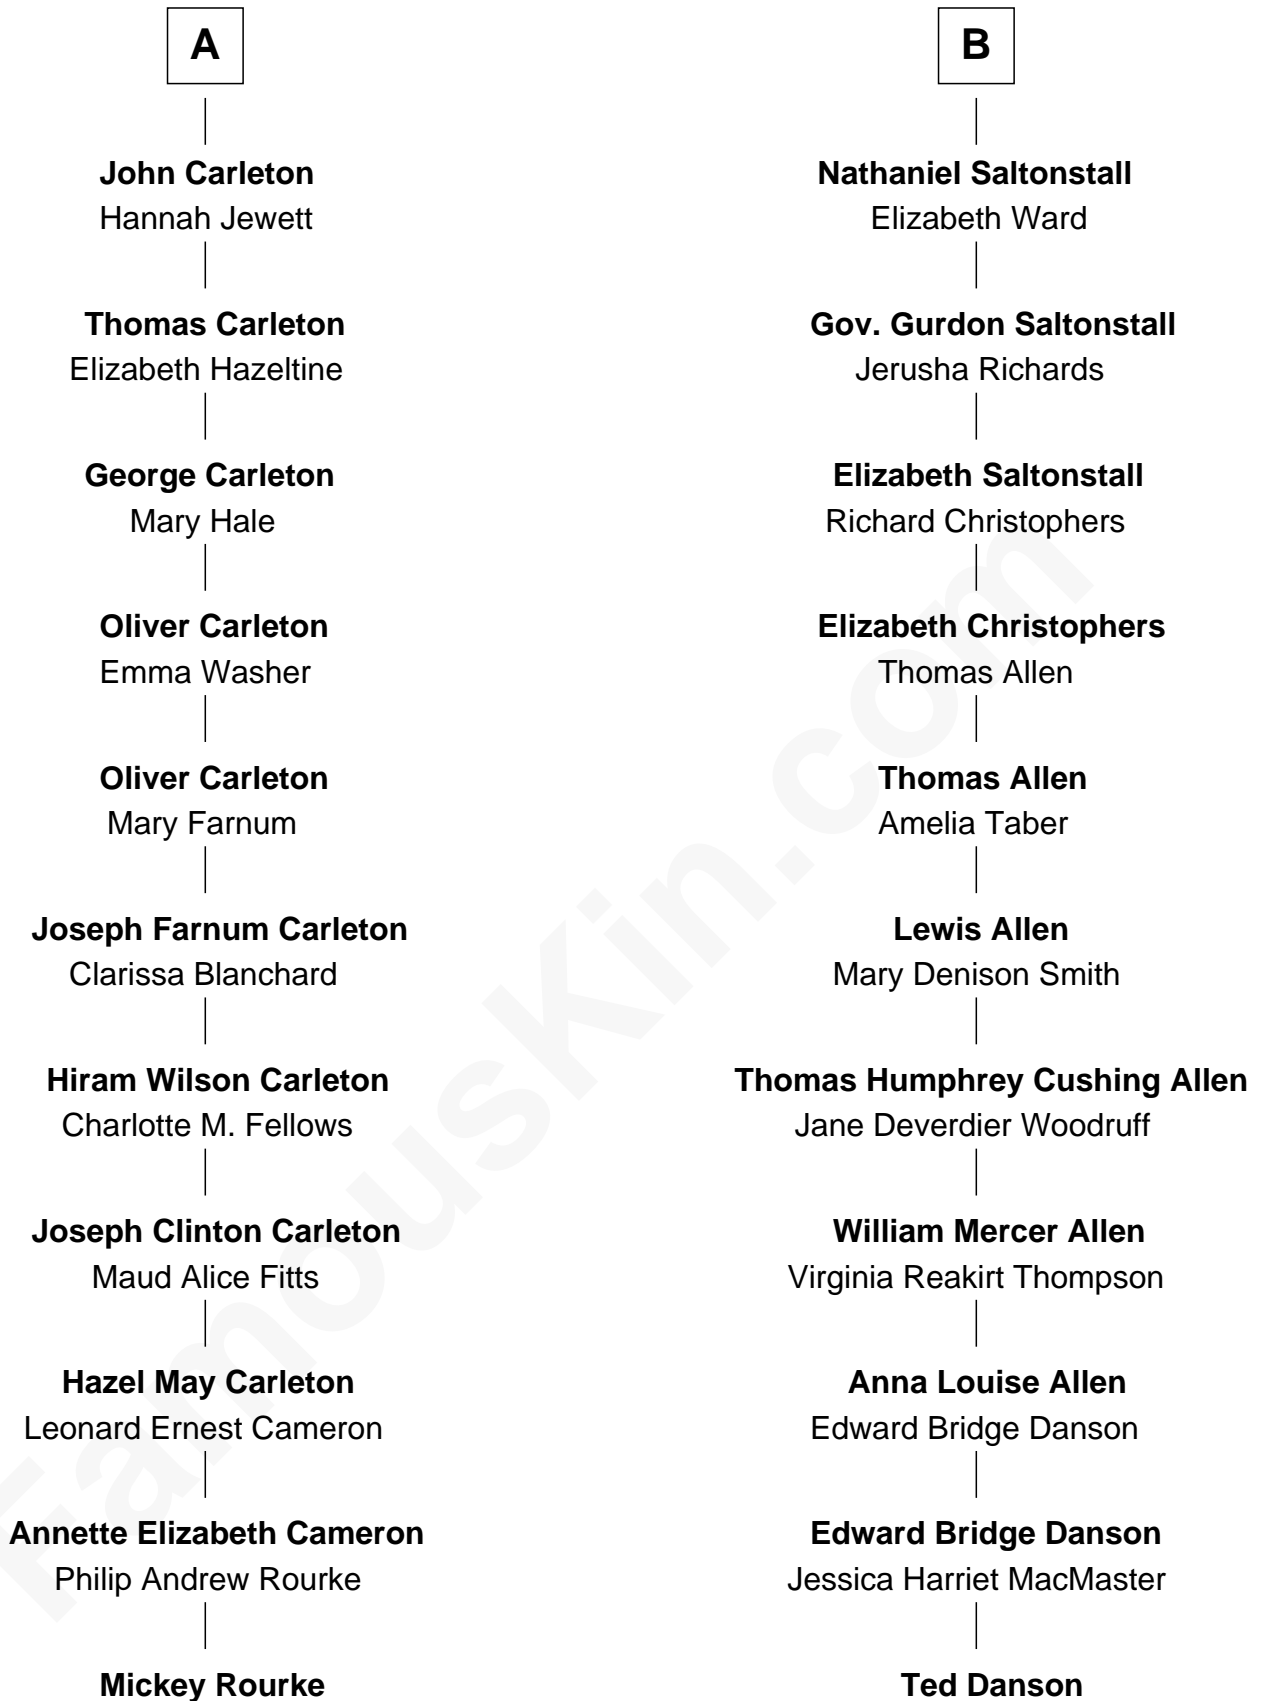 A
John Carleton
Hannah Jewett
Thomas Carleton
Elizabeth Hazeltine
George Carleton
Mary Hale
Oliver Carleton
Emma Washer
Oliver Carleton
Mary Farnum
Joseph Farnum Carleton
Clarissa Blanchard
Hiram Wilson Carleton
Charlotte M. Fellows
Joseph Clinton Carleton
Maud Alice Fitts
Hazel May Carleton
Leonard Ernest Cameron
Annette Elizabeth Cameron
Philip Andrew Rourke
Mickey Rourke
B
Nathaniel Saltonstall
Elizabeth Ward
Gov. Gurdon Saltonstall
Jerusha Richards
Elizabeth Saltonstall
Richard Christophers
Elizabeth Christophers
Thomas Allen
Thomas Allen
Amelia Taber
Lewis Allen
Mary Denison Smith
Thomas Humphrey Cushing Allen
Jane Deverdier Woodruff
William Mercer Allen
Virginia Reakirt Thompson
Anna Louise Allen
Edward Bridge Danson
Edward Bridge Danson
Jessica Harriet MacMaster
Ted Danson
FamousKin.com